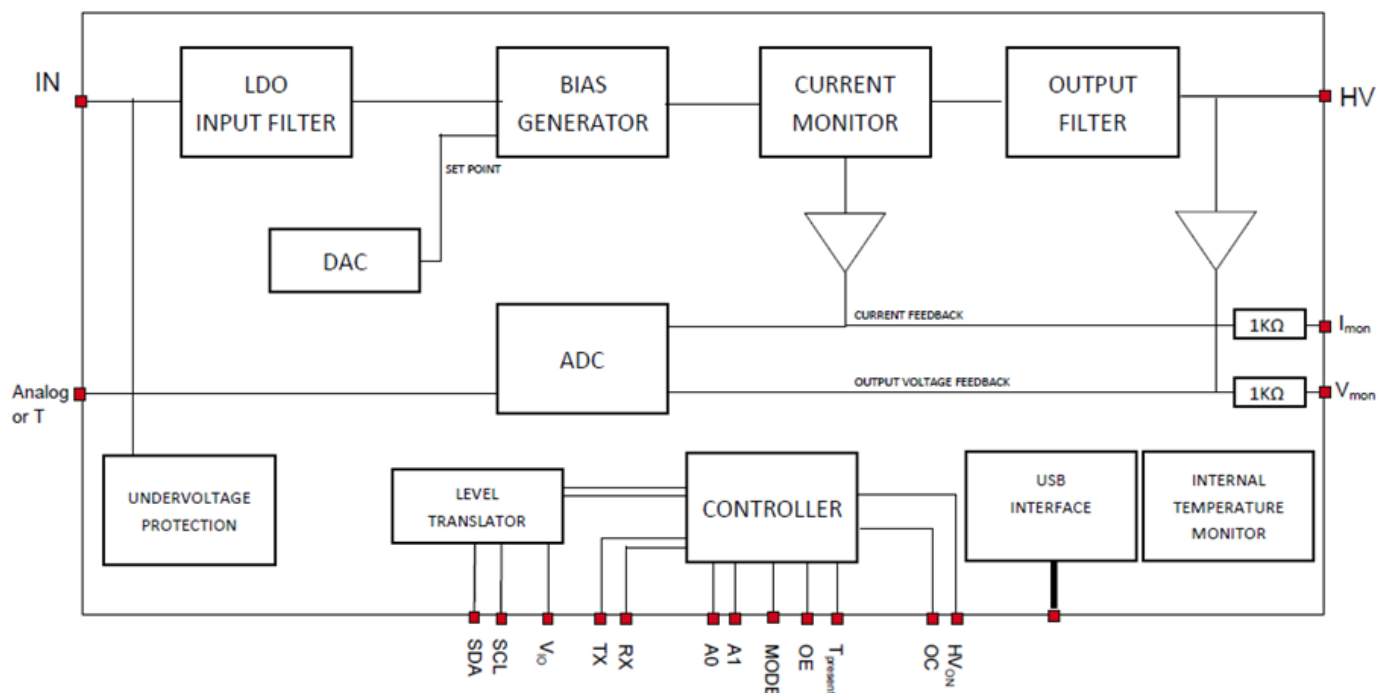 IN
LDO
INPUT FILTER
BIAS
GENERATOR
CURRENT
MONITOR
OUTPUT
FILTER
HV
SET POINT
DAC
CURRENT FEEDBACK
1KΩ
Imon
ADC
Analog
or T
OUTPUT VOLTAGE FEEDBACK
1KΩ
Vmon
UNDERVOLTAGE
PROTECTION
LEVEL
TRANSLATOR
CONTROLLER
USB
INTERFACE
INTERNAL
TEMPERATURE
MONITOR
SDA
SCL
VIO
TX
RX
A0
A1
MODE
OE
Tpresent
OC
HVON